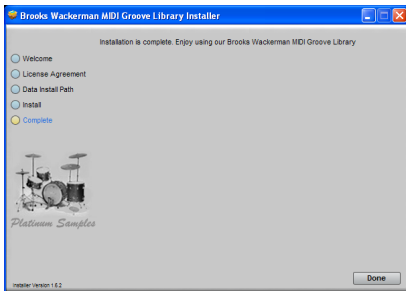 Brooks Wackerman MIDI Groove Library Installer
Installation is complete. Enjoy using our Brooks Wackerman MIDI Groove Library
Welcome
License Agreement
Data Install Path
Install
Complete
Platinum Samples
Done
Installer Version 1.6.2